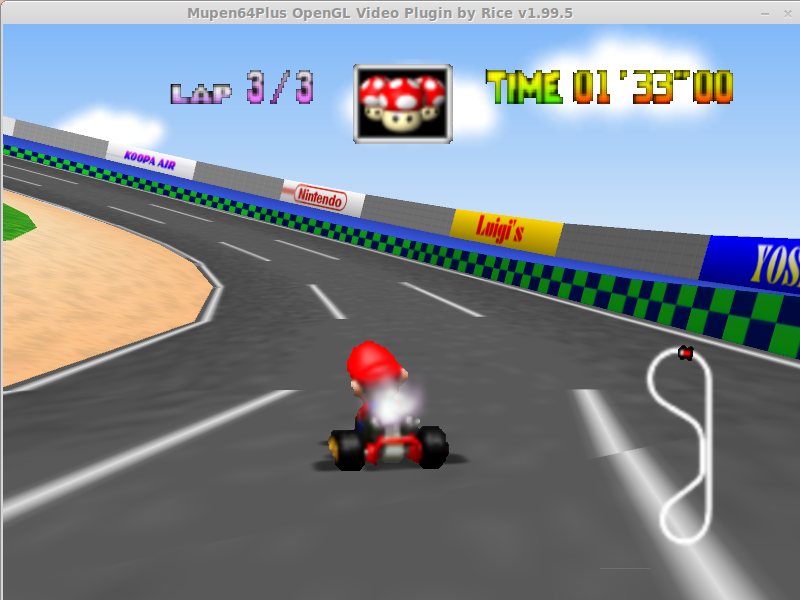 Mupen64Plus OpenGL Video Plugin by Rice v1.99.5
LAP 3/3
TIME 01'33"00
KOOPA AIR
Nintendo
Luigi's
YOS